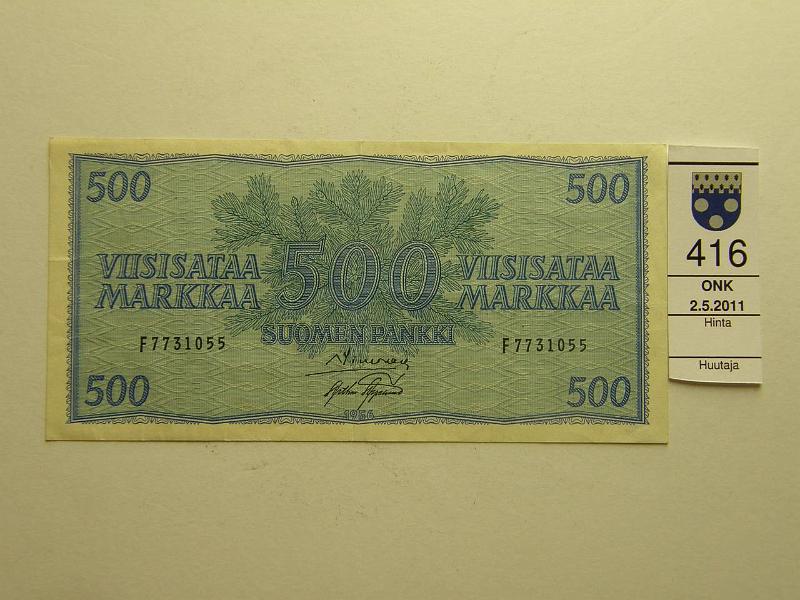 500 500
VIISISATAA MARKKAA
500
VIISISATAA MARKKAA
SUOMEN PANKKI
F7731055 F7731055
500 1956 500
416
ONK
2.5.2011
Hinta
Huutaja